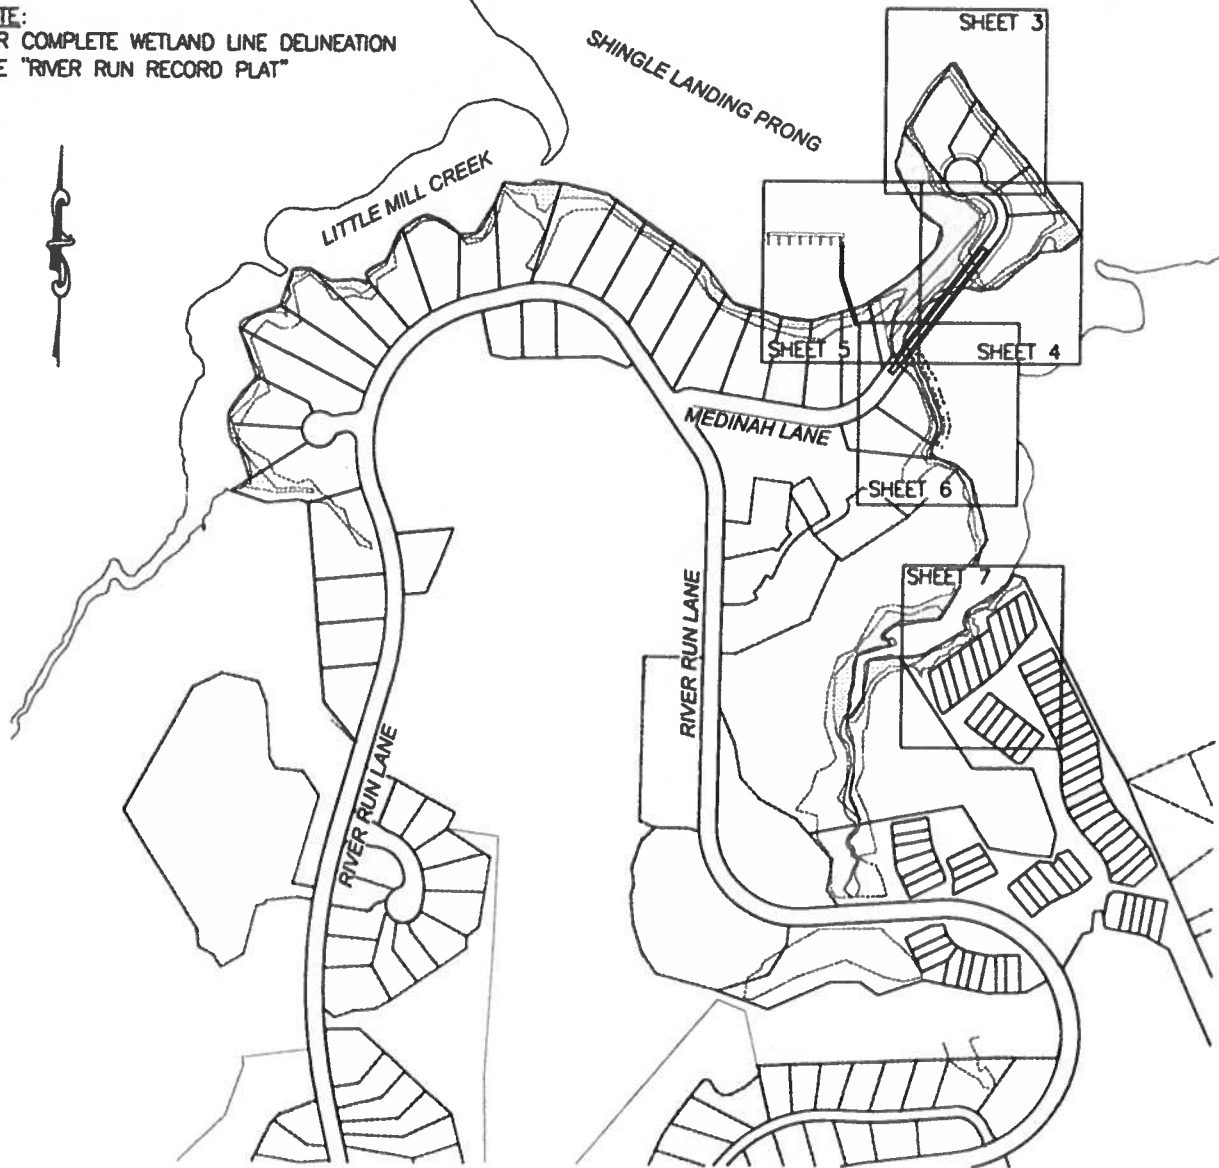 TE:
R COMPLETE WETLAND LINE DELINEATION
E "RIVER RUN RECORD PLAT"
SHEET 3
SHINGLE LANDING PRONG
LITTLE MILL CREEK
SHEET 5
SHEET 4
MEDINAH LANE
SHEET 6
SHEET 7
RIVER RUN LANE
RIVER RUN LANE